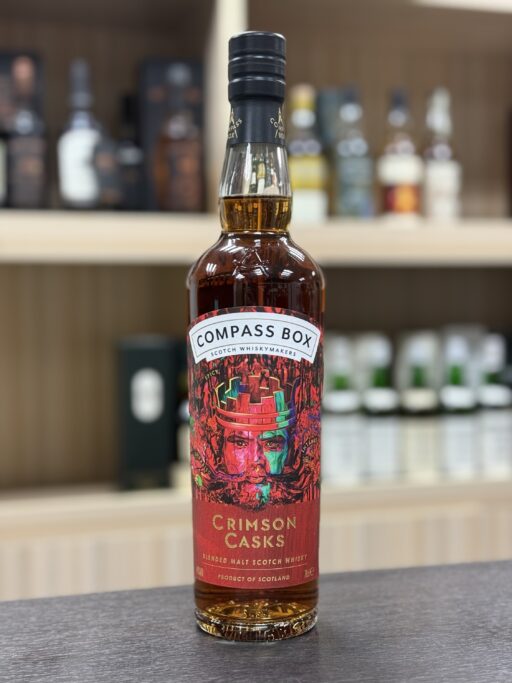 COMPASS BOX
SCOTCH WHISKYMAKERS
CRIMSON
CASKS
BLENDED MALT SCOTCH WHISKY
PRODUCT OF SCOTLAND